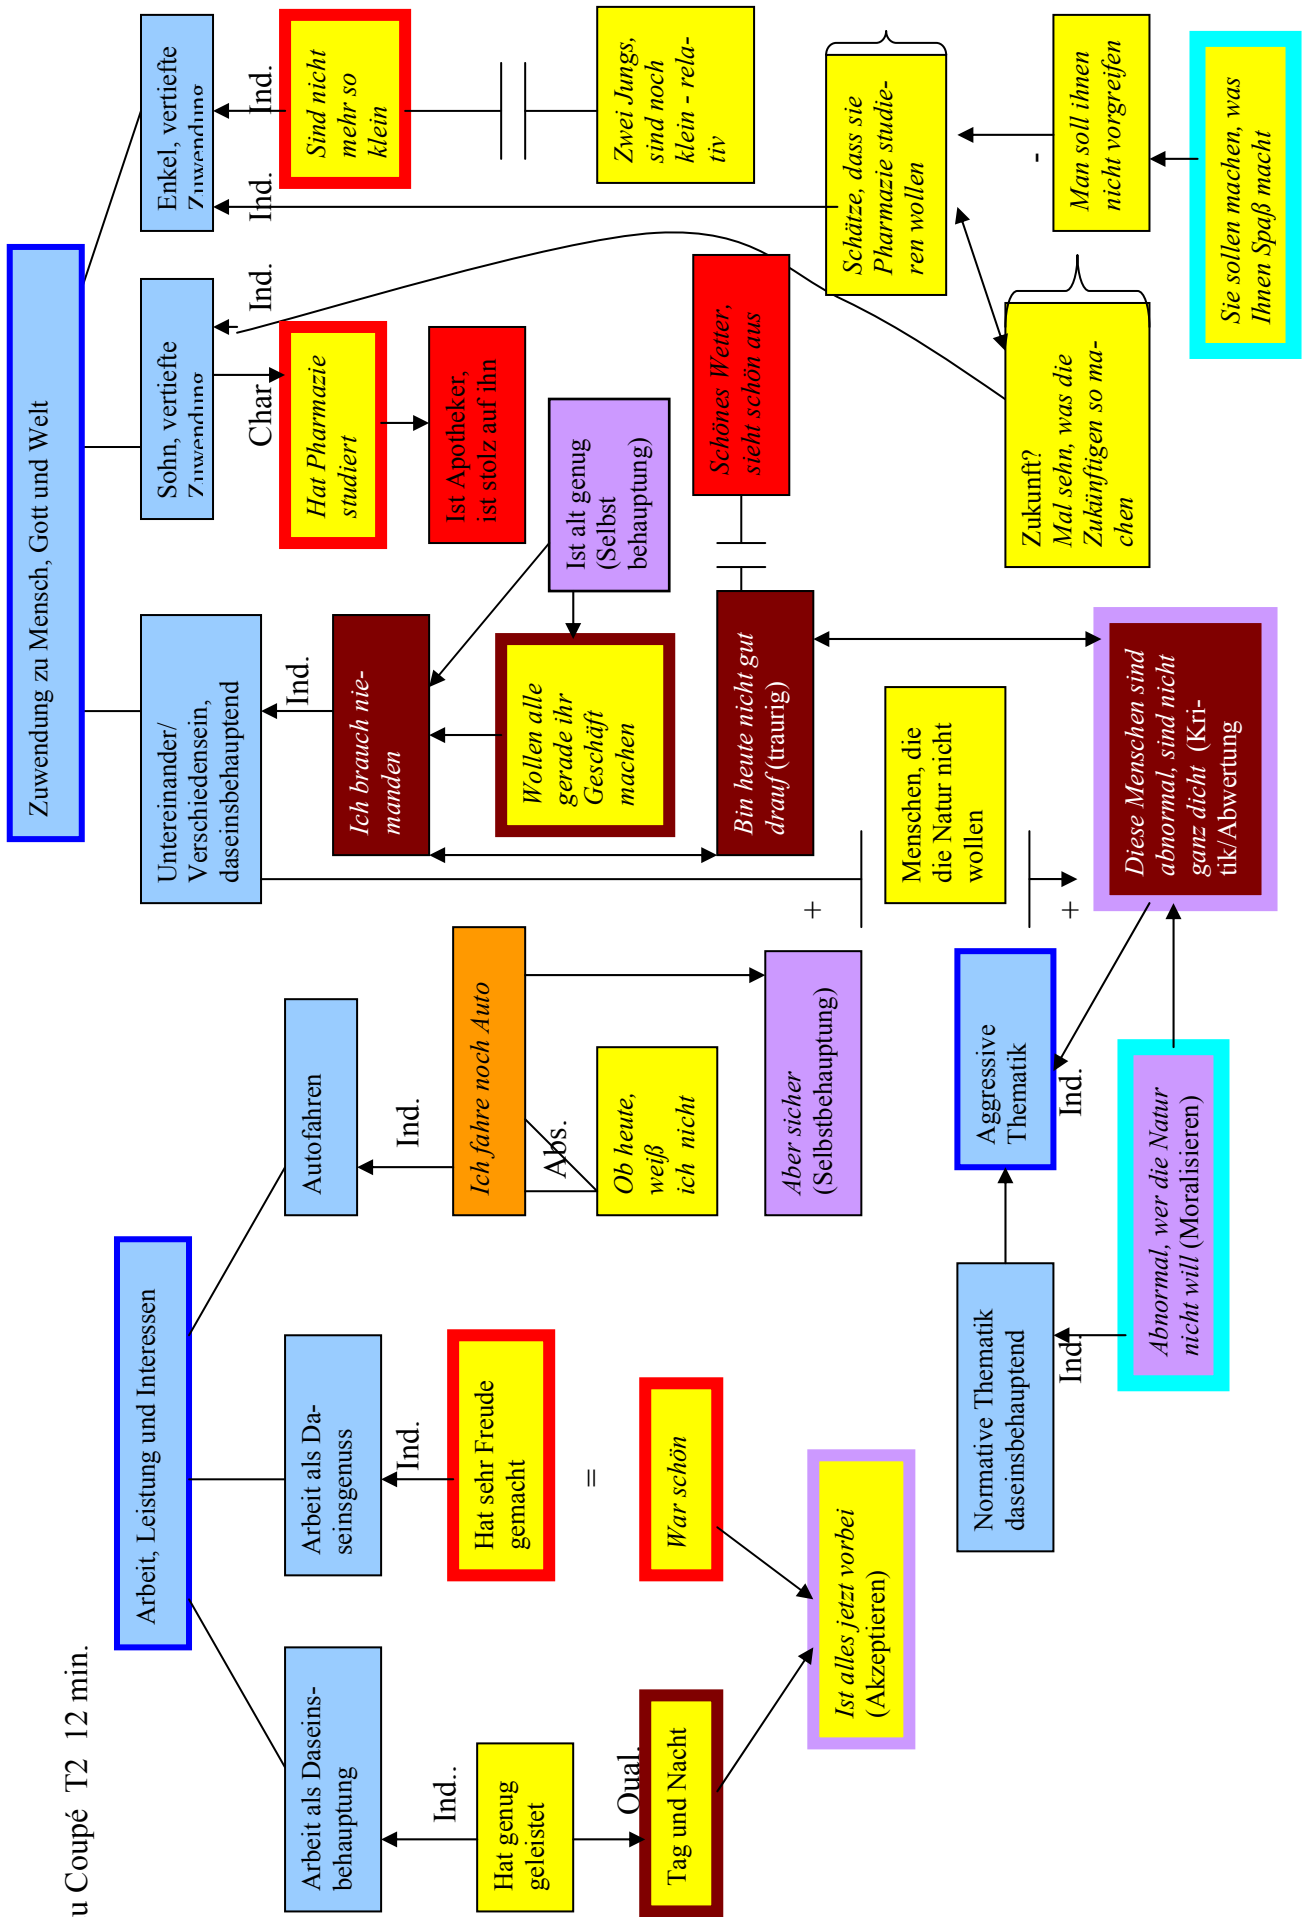 u Coupé T2 12 min.
Arbeit, Leistung und Interessen
Zuwendung zu Mensch, Gott und Welt
Arbeit als Daseins-
behauptung
Arbeit als Da-
seinsgenuss
Autofahren
Untereinander/
Verschiedensein,
daseinsbehauptend
Sohn, vertiefte
Zuwendung
Enkel, vertiefte
Zuwendung
Ind..
Ind.
Ind.
Ind.
Char
Ind.
Ind.
Ind.
Hat genug
geleistet
Hat sehr Freude
gemacht
Ich fahre noch Auto
Ich brauch nie-
manden
Hat Pharmazie
studiert
Sind nicht
mehr so
klein
Qual.
=
Abs.
Tag und Nacht
War schön
Ob heute,
weiß
ich nicht
Wollen alle
gerade ihr
Geschäft
machen
Ist alt genug
(Selbst
behauptung)
Ist Apotheker,
ist stolz auf ihn
Zwei Jungs,
sind noch
klein - rela-
tiv
Ist alles jetzt vorbei
(Akzeptieren)
Aber sicher
(Selbstbehauptung)
Bin heute nicht gut
drauf (traurig)
Schönes Wetter,
sieht schön aus
Schätze, dass sie
Pharmazie studie-
ren wollen
+
Menschen, die
die Natur nicht
wollen
+
Normative Thematik
daseinsbehauptend
Aggressive
Thematik
Zukunft?
Mal sehn, was die
Zukünftigen so ma-
chen
-
Man soll ihnen
nicht vorgreifen
Ind.
Ind.
Abnormal, wer die Natur
nicht will (Moralisieren)
Diese Menschen sind
abnormal, sind nicht
ganz dicht (Kri-
tik/Abwertung
Sie sollen machen, was
Ihnen Spaß macht